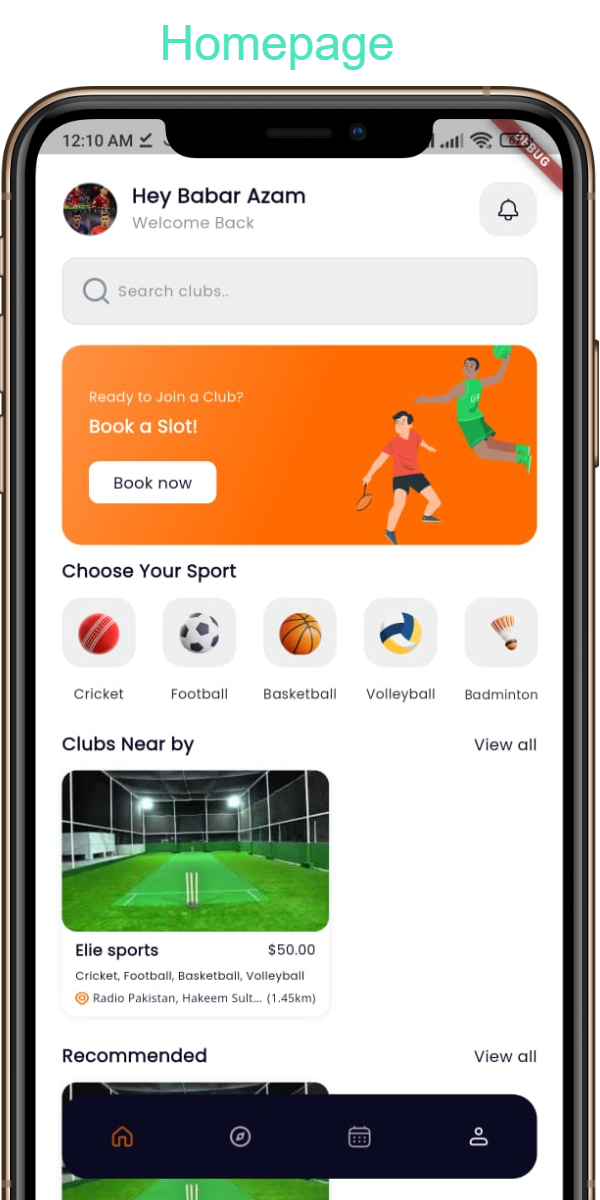 Homepage
12:10 AM
DEBUG
Hey Babar Azam
Welcome Back
Search clubs..
Ready to Join a Club?
Book a Slot!
Book now
Choose Your Sport
Cricket Football Basketball Volleyball Badminton
Clubs Near by View all
Elie sports $50.00
Cricket, Football, Basketball, Volleyball
Radio Pakistan, Hakeem Sult... (1.45km)
Recommended View all